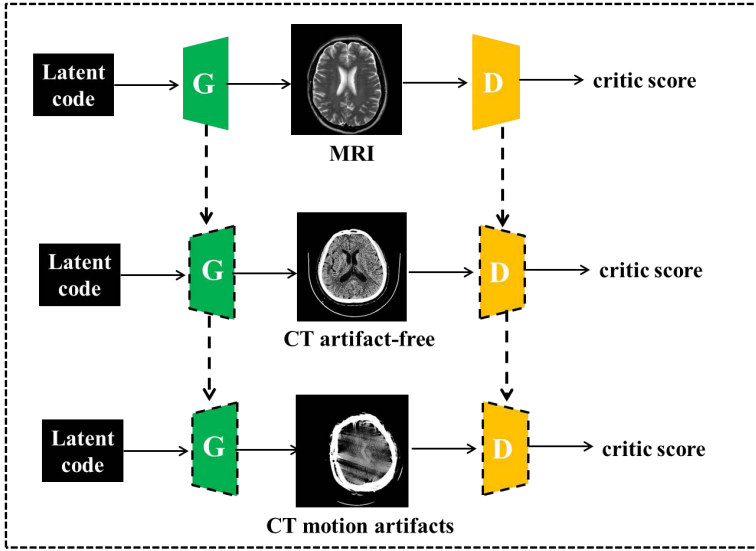 Latent
code
G
D
critic score
MRI
Latent
code
G
D
critic score
CT artifact-free
Latent
code
G
D
critic score
CT motion artifacts